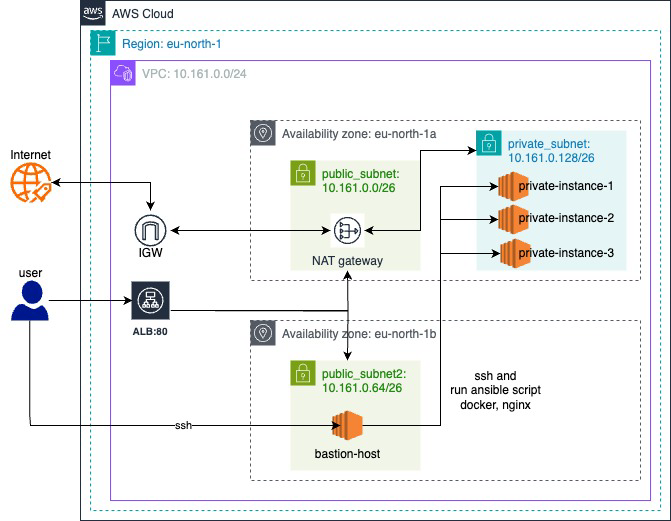 aws
AWS Cloud
Region: eu-north-1
VPC: 10.161.0.0/24
Availability zone: eu-north-1a
public_subnet:
10.161.0.0/26
NAT gateway
private_subnet:
10.161.0.128/26
private-instance-1
private-instance-2
private-instance-3
Internet
IGW
user
ALB:80
Availability zone: eu-north-1b
public_subnet2:
10.161.0.64/26
bastion-host
ssh
ssh and
run ansible script
docker, nginx